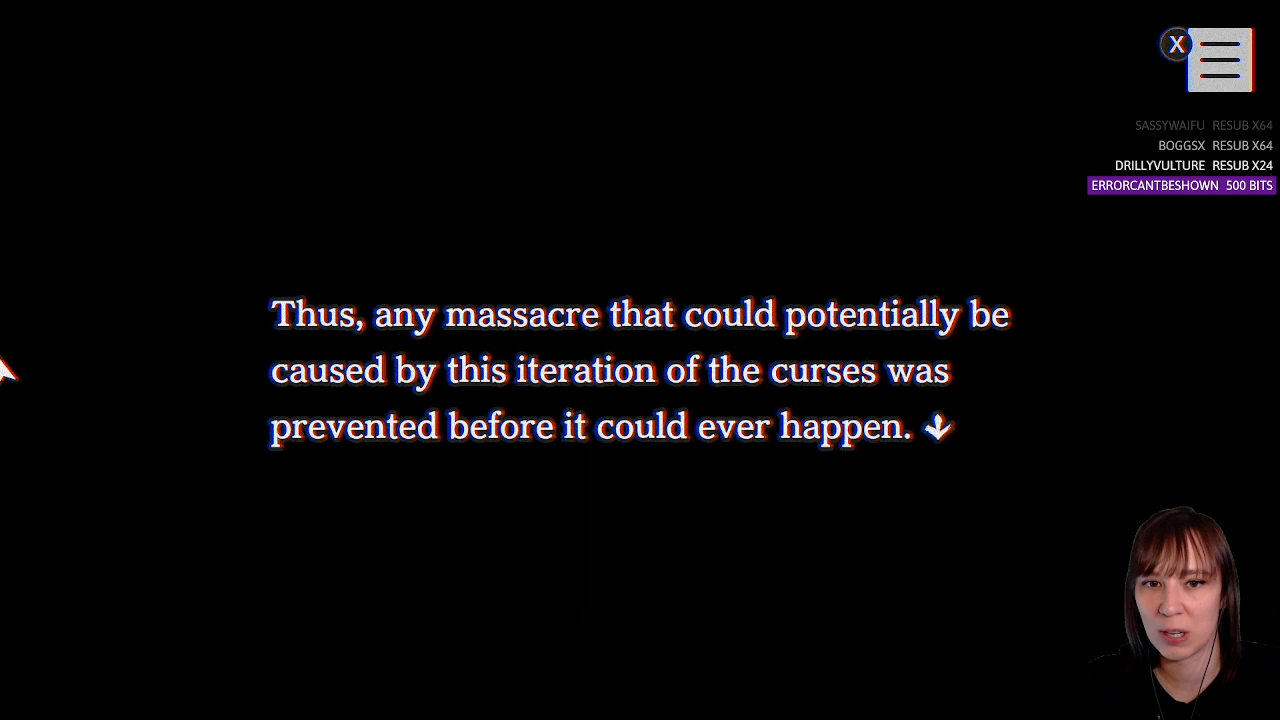 X
SASSYWAIFU RESUB X64
BOGGSX RESUB X64
DRILLYVULTURE RESUB X24
ERRORCANTBESHOWN 500 BITS
Thus, any massacre that could potentially be
caused by this iteration of the curses was
prevented before it could ever happen.